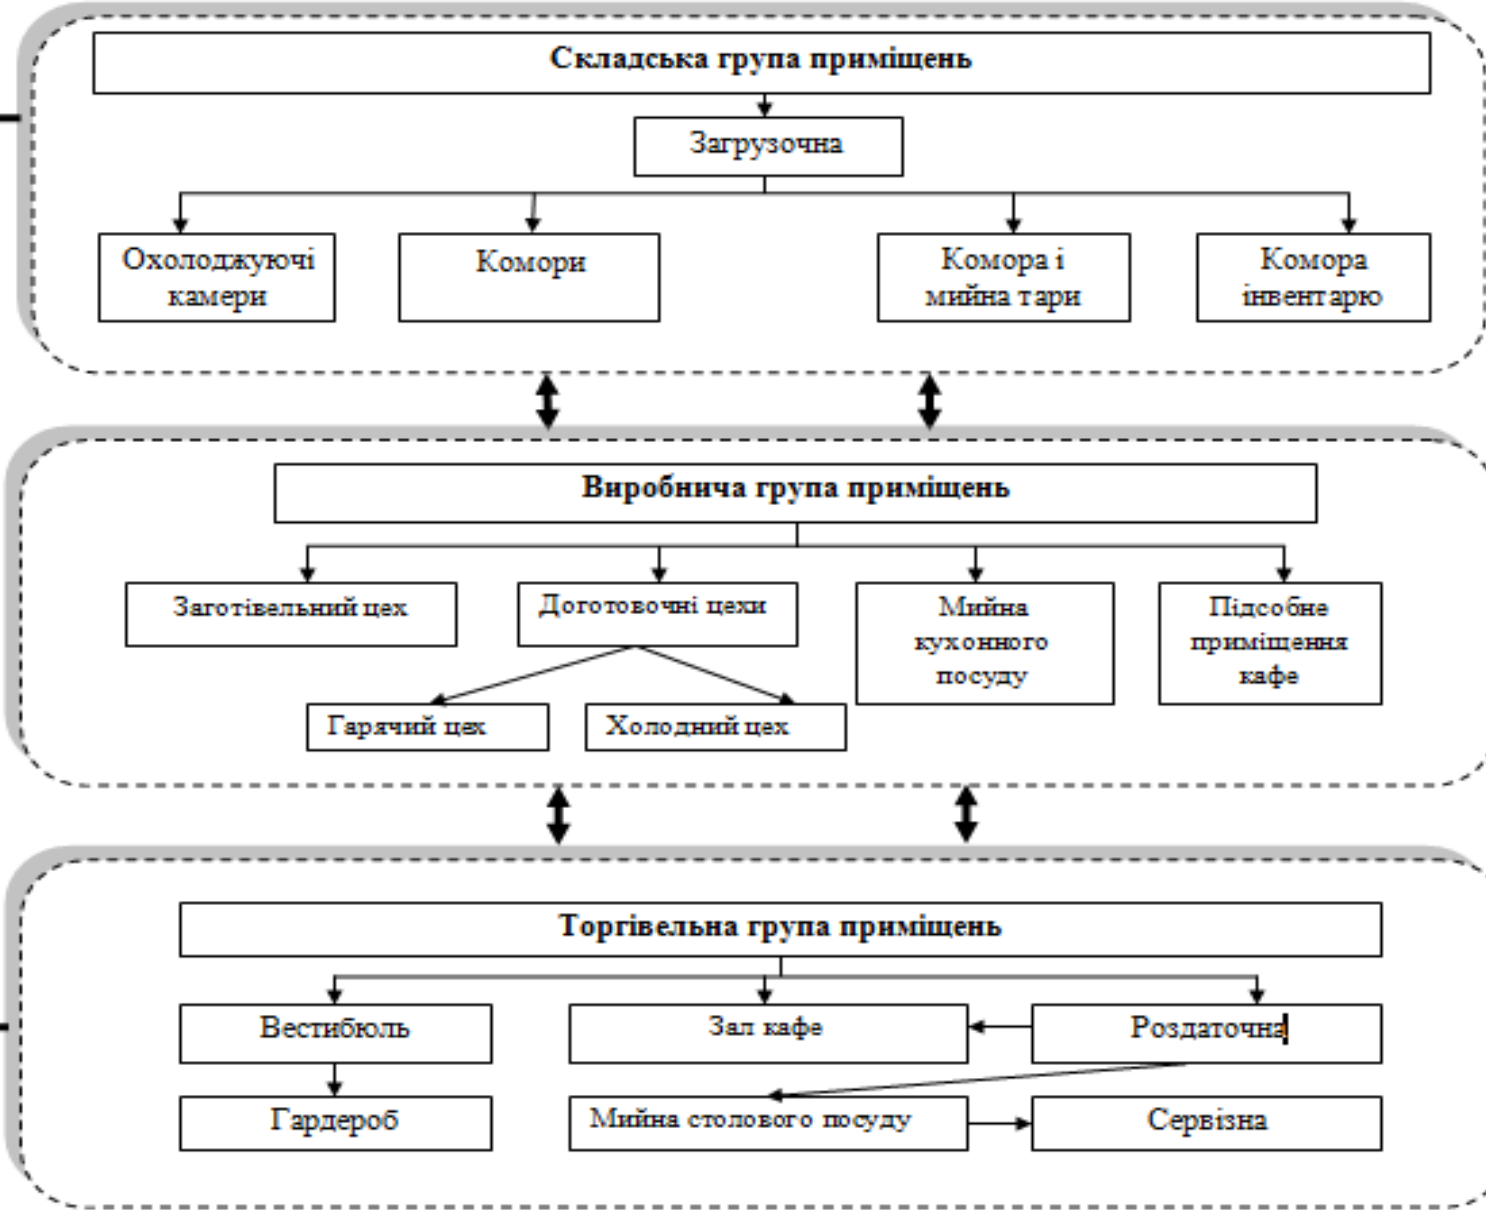 Складська група приміщень
Загрузочна
Охолоджуючі
камери
Комори
Комора і
мийна тари
Комора
інвентарю
Виробнича група приміщень
Заготівельний цех
Доготовочні цехи
Мийна
кухонного
посуду
Підсобне
приміщення
кафе
Гарячий цех
Холодний цех
Торгівельна група приміщень
Вестибюль
Зал кафе
Роздаточна
Гардероб
Мийна столового посуду
Сервізна